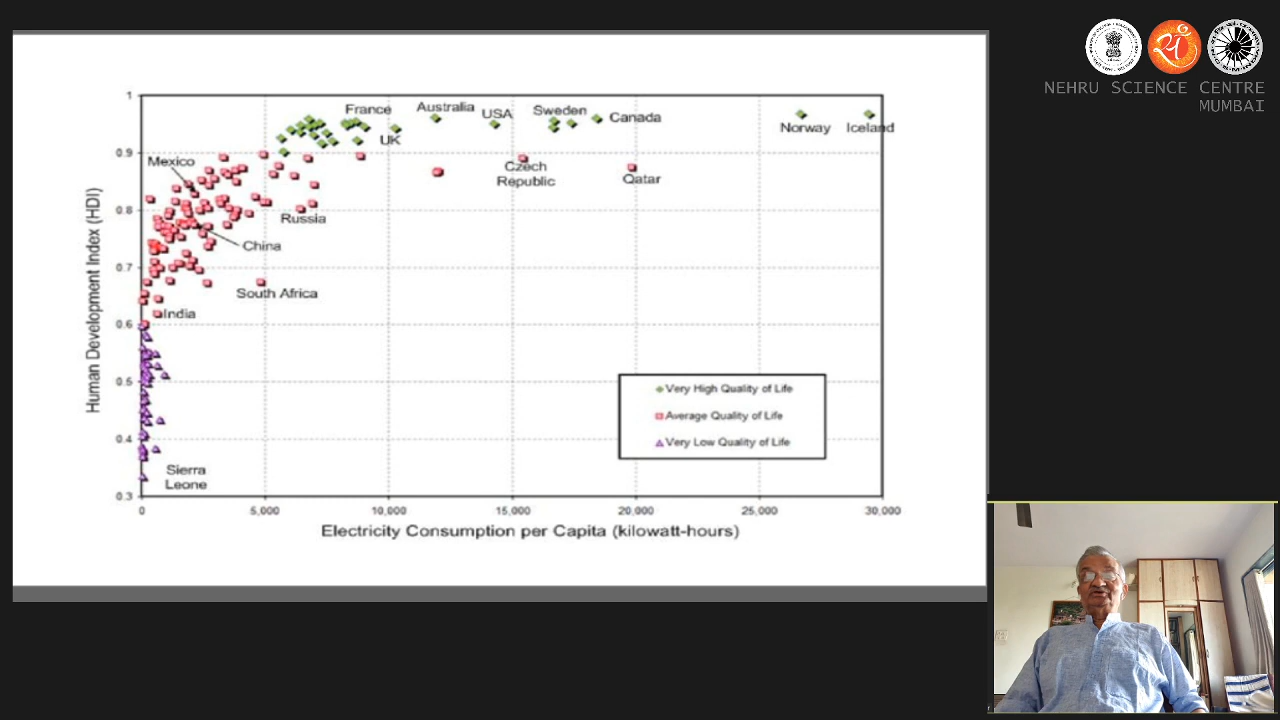 NEHRU SCIENCE CENTRE
MUMBAI
1
0.9
0.8
0.7
0.6
0.5
0.4
0.3
Human Development Index (HDI)
France
Australia
USA
Sweden
Canada
UK
Norway
Iceland
Mexico
Czech
Republic
Qatar
Russia
China
South Africa
India
Very High Quality of Life
Average Quality of Life
Very Low Quality of Life
Sierra
Leone
0
5,000
10,000
15,000
20,000
25,000
30,000
Electricity Consumption per Capita (kilowatt-hours)